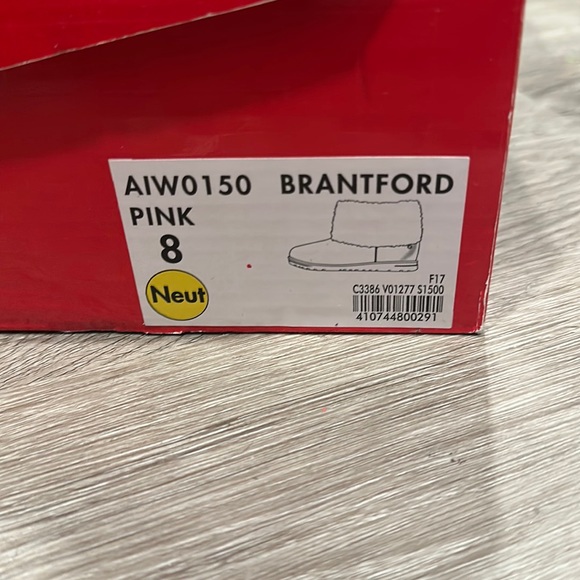 AIW0150 BRANTFORD
PINK
8
Neut
F17
C3386 V01277 S1500
410744800291